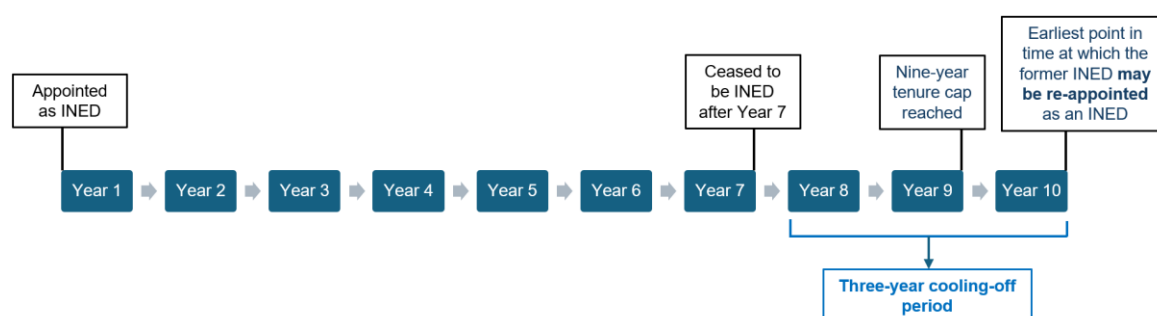 Appointed
as INED
Ceased to
be INED
after Year 7
Nine-year
tenure cap
reached
Earliest point in
time at which the
former INED may
be re-appointed
as an INED
Year 1
Year 2
Year 3
Year 4
Year 5
Year 6
Year 7
Year 8
Year 9
Year 10
Three-year cooling-off
period